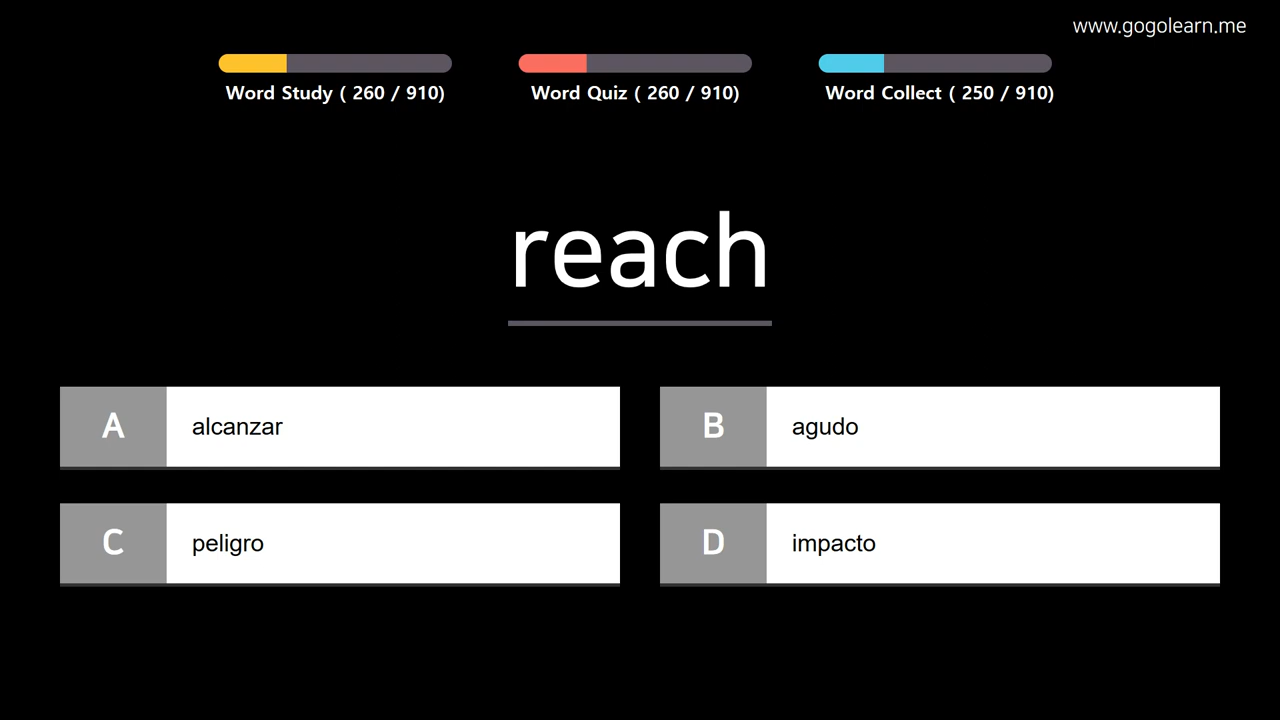 www.gogolearn.me
Word Study ( 260 / 910)
Word Quiz ( 260 / 910)
Word Collect ( 250 / 910)
reach
A alcanzar
B agudo
C peligro
D impacto